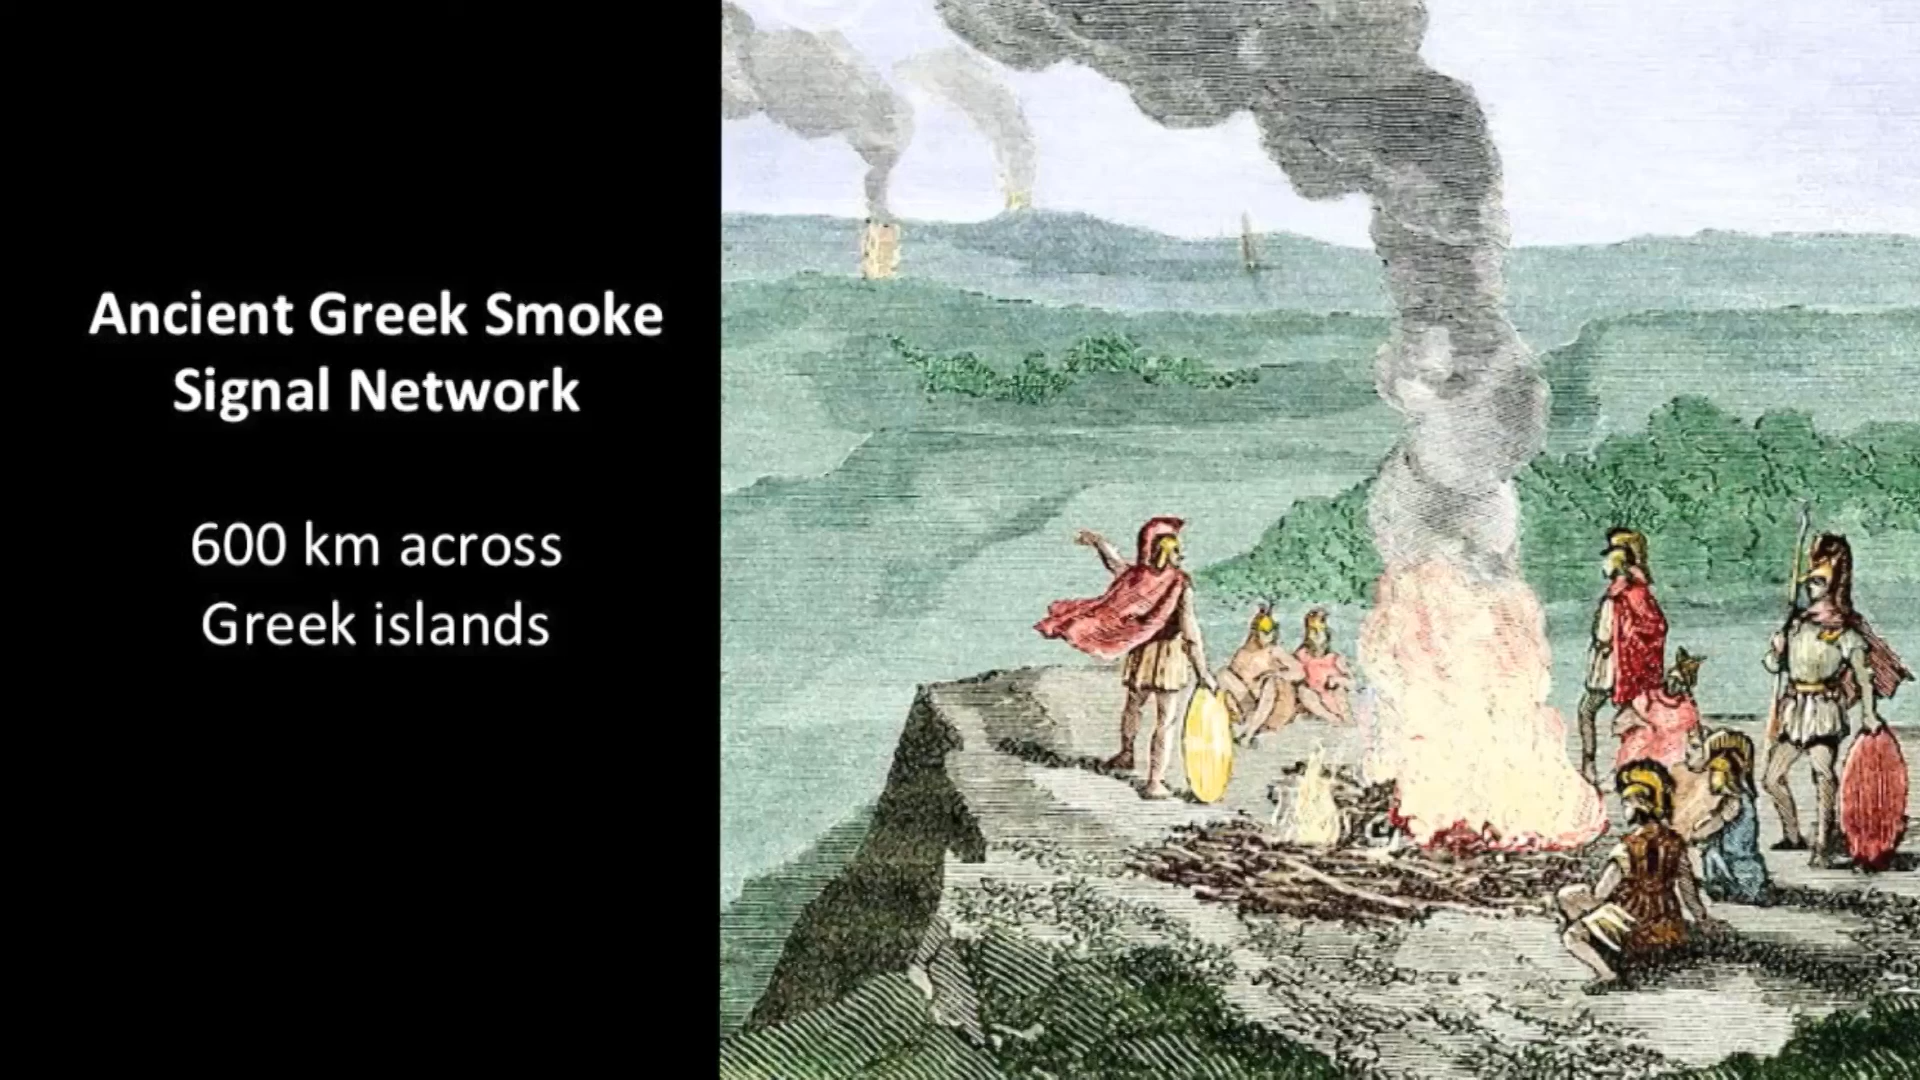 Ancient Greek Smoke
Signal Network
600 km across
Greek islands